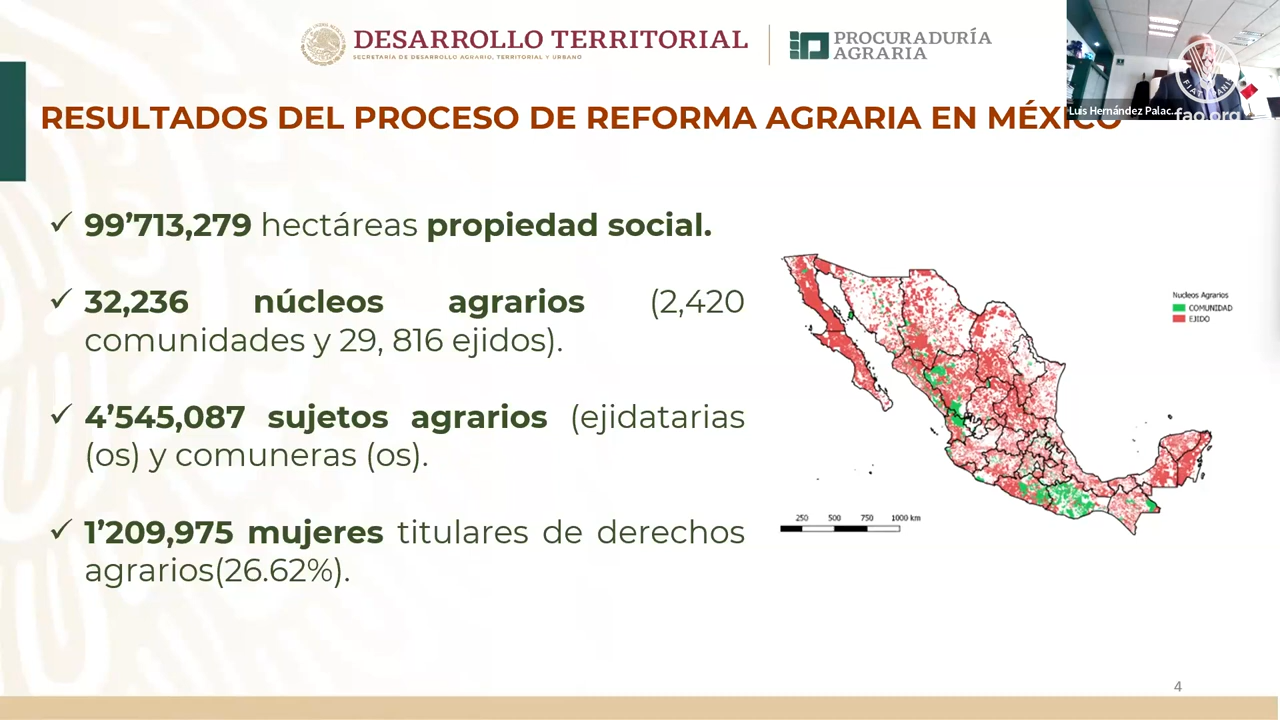 DESARROLLO TERRITORIAL
SECRETARÍA DE DESARROLLO AGRARIO, TERRITORIAL Y URBANO
PROCURADURÍA
AGRARIA
Luis Hernández Palac...
FIAT PANIS
fao.org
RESULTADOS DEL PROCESO DE REFORMA AGRARIA EN MÉXICO
✓ 99’713,279 hectáreas propiedad social.
✓ 32,236 núcleos agrarios (2,420
comunidades y 29, 816 ejidos).
✓ 4’545,087 sujetos agrarios (ejidatarias
(os) y comuneras (os).
✓ 1’209,975 mujeres titulares de derechos
agrarios(26.62%).
Nucleos Agrarios
COMUNIDAD
EJIDO
250 500 750 1000 km
4